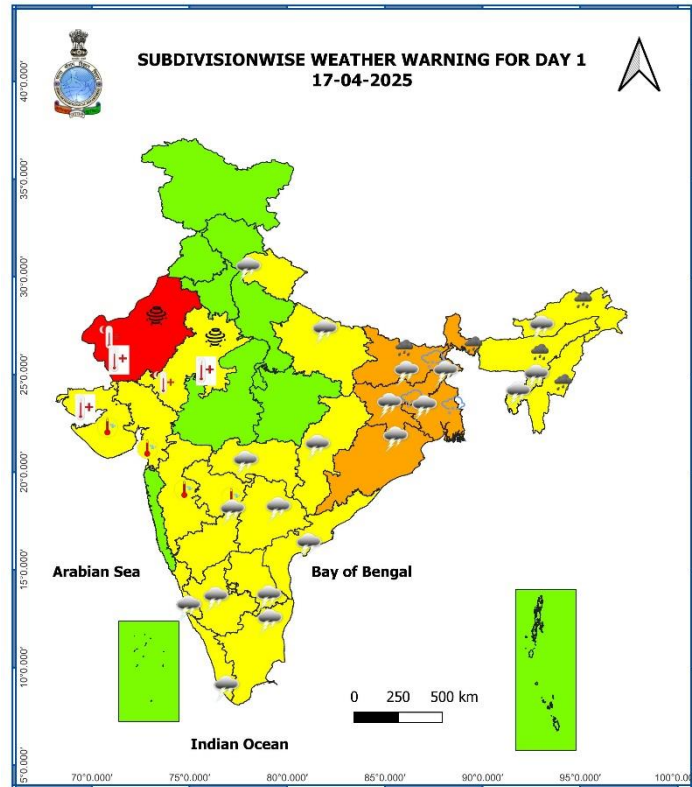 SUBDIVISIONWISE WEATHER WARNING FOR DAY 1
17-04-2025
40°0.000'
35°0.000'
30°0.000'
25°0.000'
20°0.000'
15°0.000'
10°0.000'
5°0.000'
Arabian Sea
Bay of Bengal
0 250 500 km
Indian Ocean
70°0.000' 75°0.000' 80°0.000' 85°0.000' 90°0.000' 95°0.000' 100°0.0